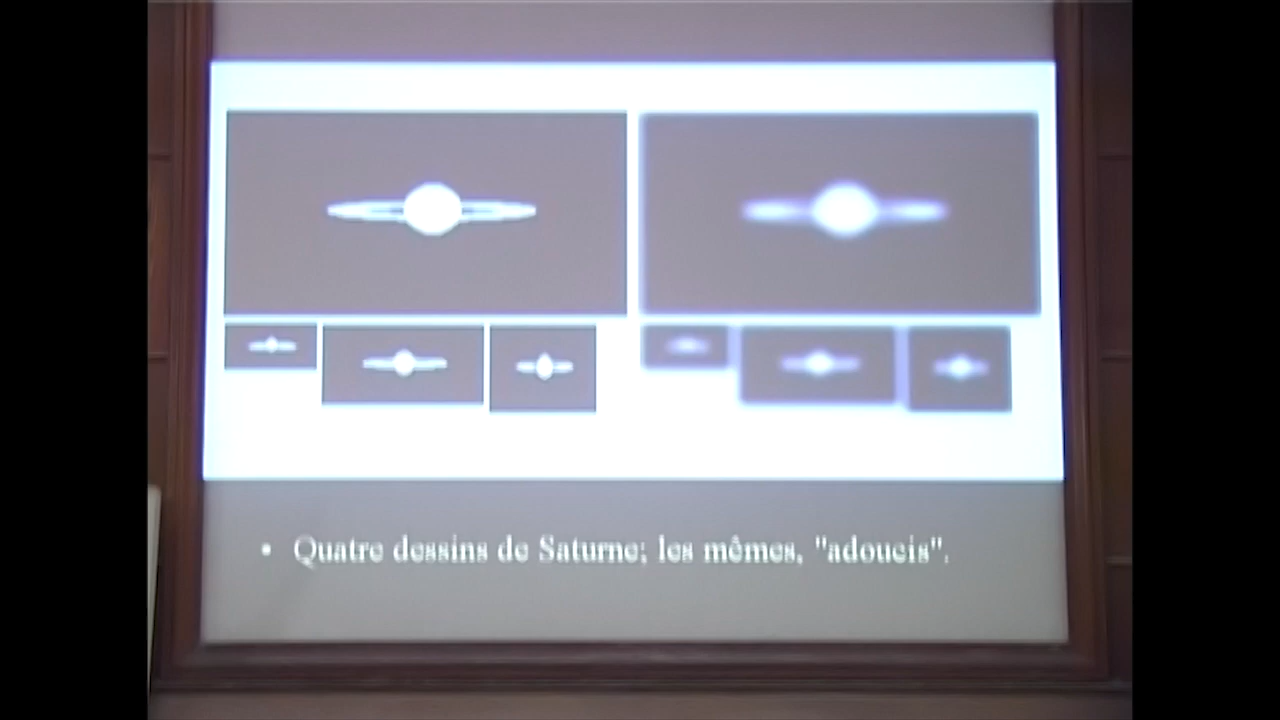 • Quatre dessins de Saturne; les mêmes, "adoucis".